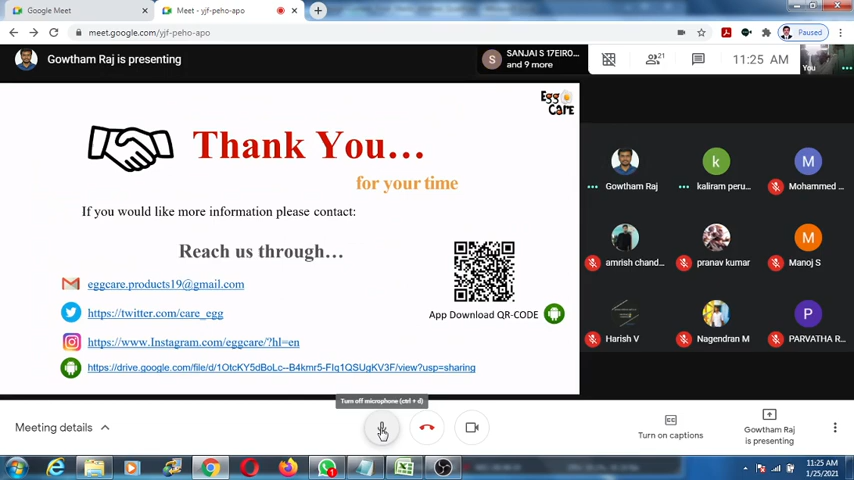 Google Meet
Meet - yjf-peho-apo
meet.google.com/yjf-peho-apo
Paused
Gowtham Raj is presenting
S
SANJAI S 17EIRO...
and 9 more
21
11:25 AM
You
Egg
CARE
Thank You...
for your time
If you would like more information please contact:
Reach us through...
eggcare.products19@gmail.com
https://twitter.com/care_egg
https://www.Instagram.com/eggcare/?hl=en
https://drive.google.com/file/d/1OtcKY5dBoLc--B4kmr5-FIq1QSUgKV3F/view?usp=sharing
App Download QR-CODE
Gowtham Raj
k
kaliram peru...
M
Mohammed ...
amrish chand...
pranav kumar
M
Manoj S
Harish V
Nagendran M
P
PARVATHA R...
Turn off microphone (ctrl + d)
Meeting details
Turn on captions
Gowtham Raj
is presenting
11:25 AM
1/25/2021